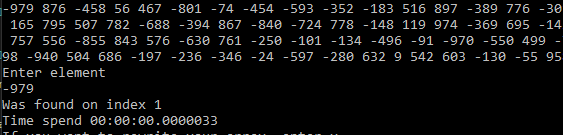 -979 876 -458 56 467 -801 -74 -454 -593 -352 -183 516 897 -389 776 -30
165 795 507 782 -688 -394 867 -840 -724 778 -148 119 974 -369 695 -14
757 556 -855 843 576 -630 761 -250 -101 -134 -496 -91 -970 -550 499 -
98 -940 504 686 -197 -236 -346 -24 -597 -280 632 9 542 603 -130 -55 95
Enter element
-979
Was found on index 1
Time spend 00:00:00.0000033
If you want to rewrite your array, enter